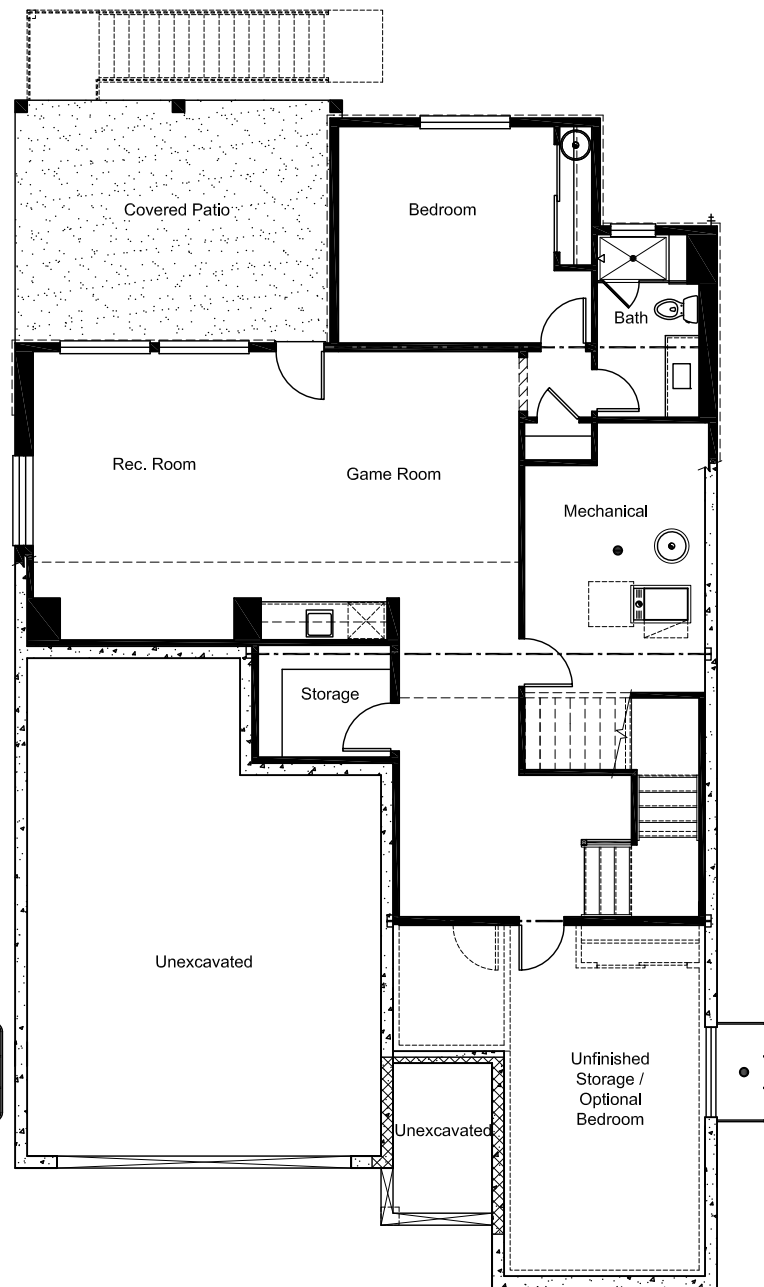 Covered Patio
Bedroom
Bath
Rec. Room
Game Room
Mechanical
Storage
Unexcavated
Unfinished
Storage /
Optional
Bedroom
Unexcavated